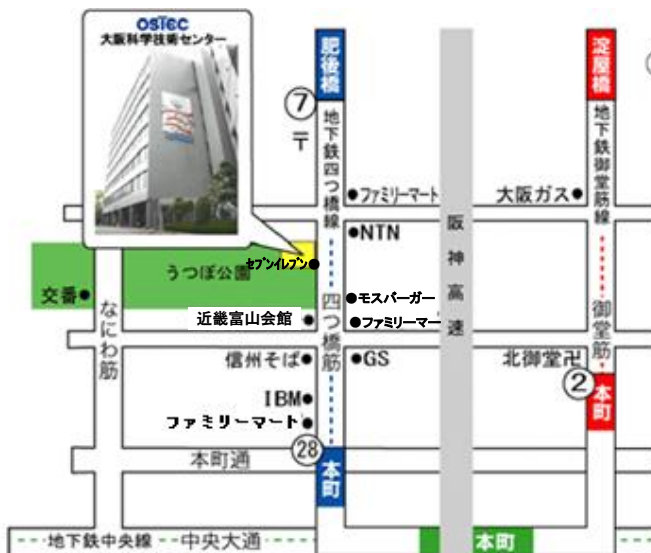 OSTEC
大阪科学技術センター
肥後橋
淀屋橋
⑦
〒
地下鉄四つ橋線
地下鉄御堂筋線
ファミリーマート
大阪ガス
NTN
阪神高速
セブンイレブン
うつぼ公園
交番
モスバーガー
近畿富山会館
ファミリーマー
なにわ筋
四つ橋筋
御堂筋
信州そば
GS
北御堂卍
②
本町
IBM
ファミリーマート
㉘
本町通
本町
地下鉄中央線
中央大通
本町